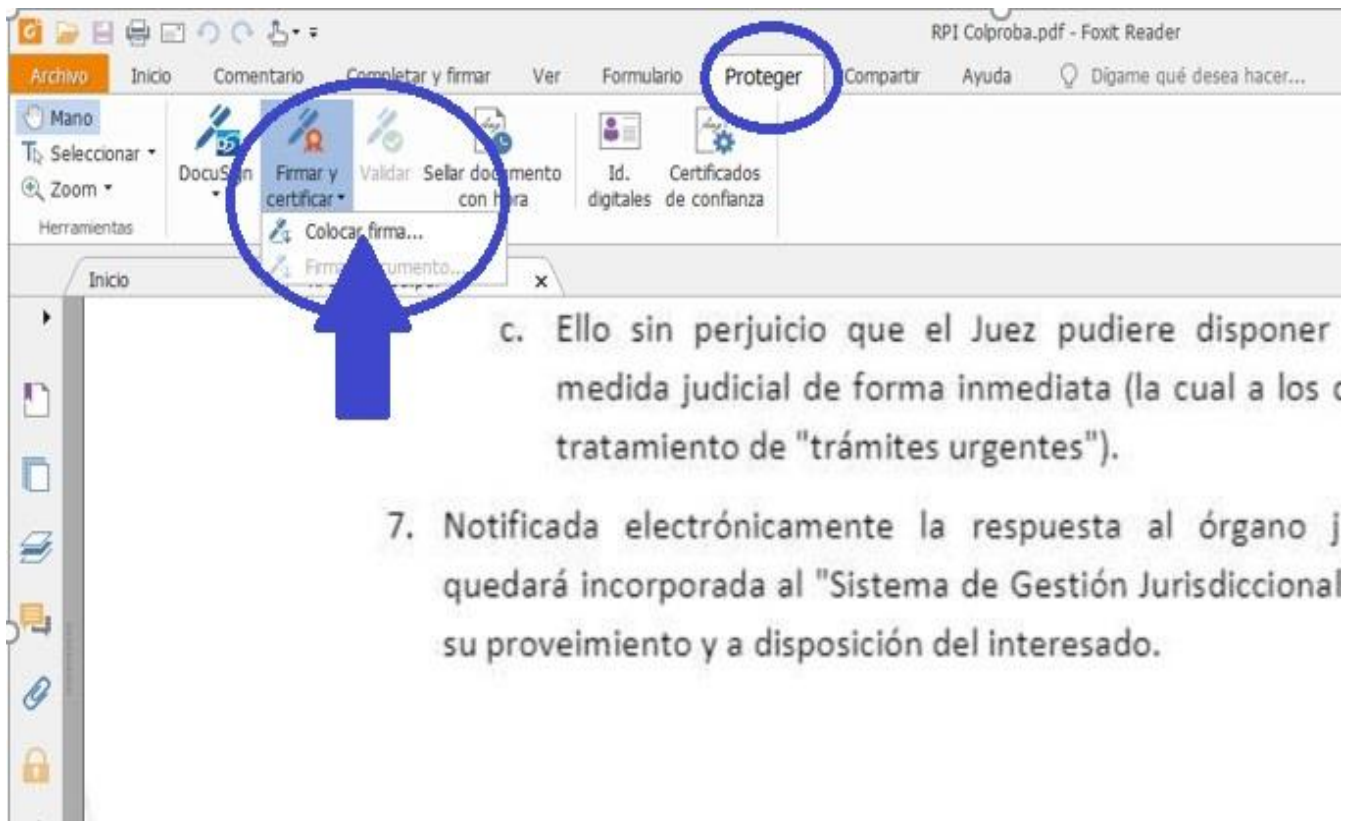 RPI Colproba.pdf - Foxit Reader
Archivo Inicio Comentario Completar y firmar Ver Formulario Proteger Compartir Ayuda Dígame qué desea hacer...
Mano
Seleccionar
Zoom
Herramientas
DocuSign
Firmar y certificar
Validar
Sellar documento con hora
Id. digitales
Certificados de confianza
Colocar firma...
Inicio
c. Ello sin perjuicio que el Juez pudiere disponer
medida judicial de forma inmediata (la cual a los
tratamiento de "trámites urgentes").
7. Notificada electrónicamente la respuesta al órgano
quedará incorporada al "Sistema de Gestión Jurisdiccional
su proveimiento y a disposición del interesado.